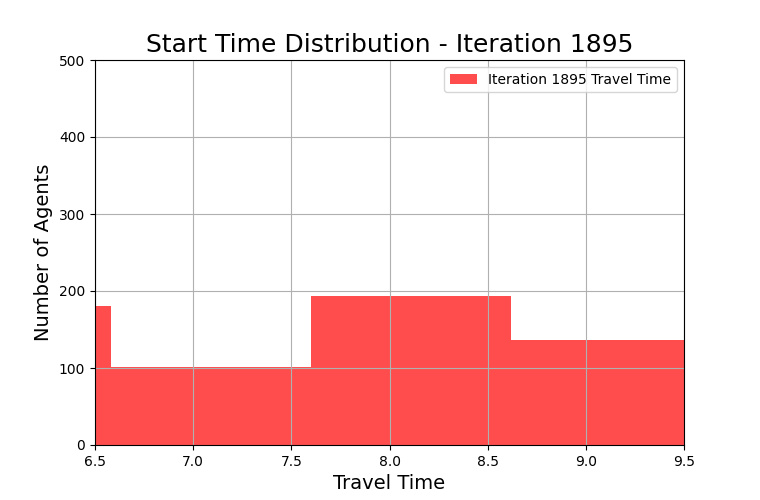 Start Time Distribution - Iteration 1895
Iteration 1895 Travel Time
Number of Agents
500
400
300
200
100
0
6.5 7.0 7.5 8.0 8.5 9.0 9.5
Travel Time